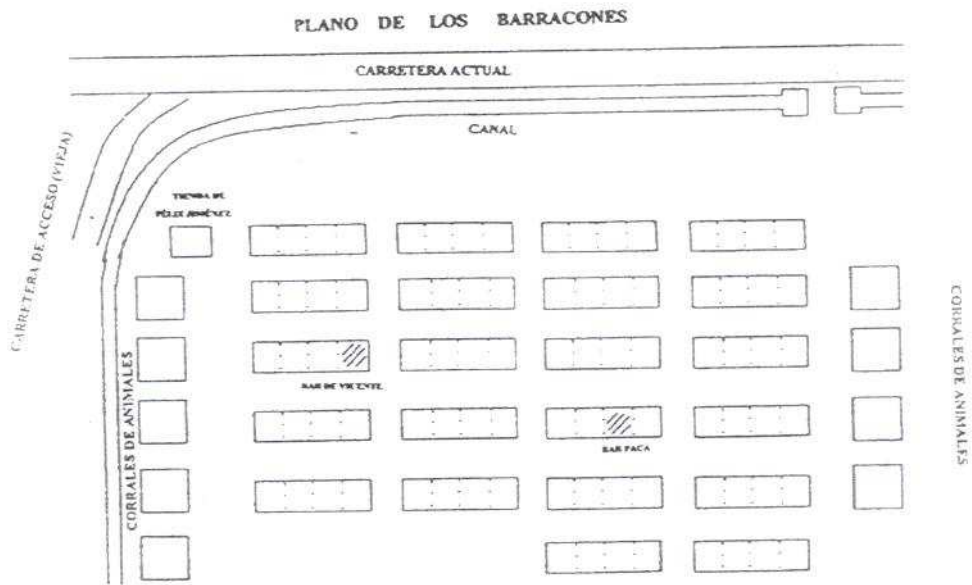 PLANO DE LOS BARRACONES
CARRETERA ACTUAL
CANAL
CARRETERA DE ACCESO (VIEJA)
TIENDA DE
FÉLIX JIMÉNEZ
CORRALES DE ANIMALES
BAR DE VICENTE
BAR PACA
CORRALES DE ANIMALES